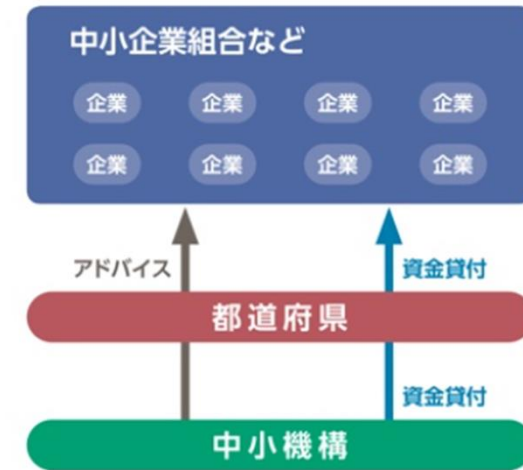 中小企業組合など
企業 企業 企業 企業
企業 企業 企業 企業
アドバイス 資金貸付
都道府県
資金貸付
中小機構